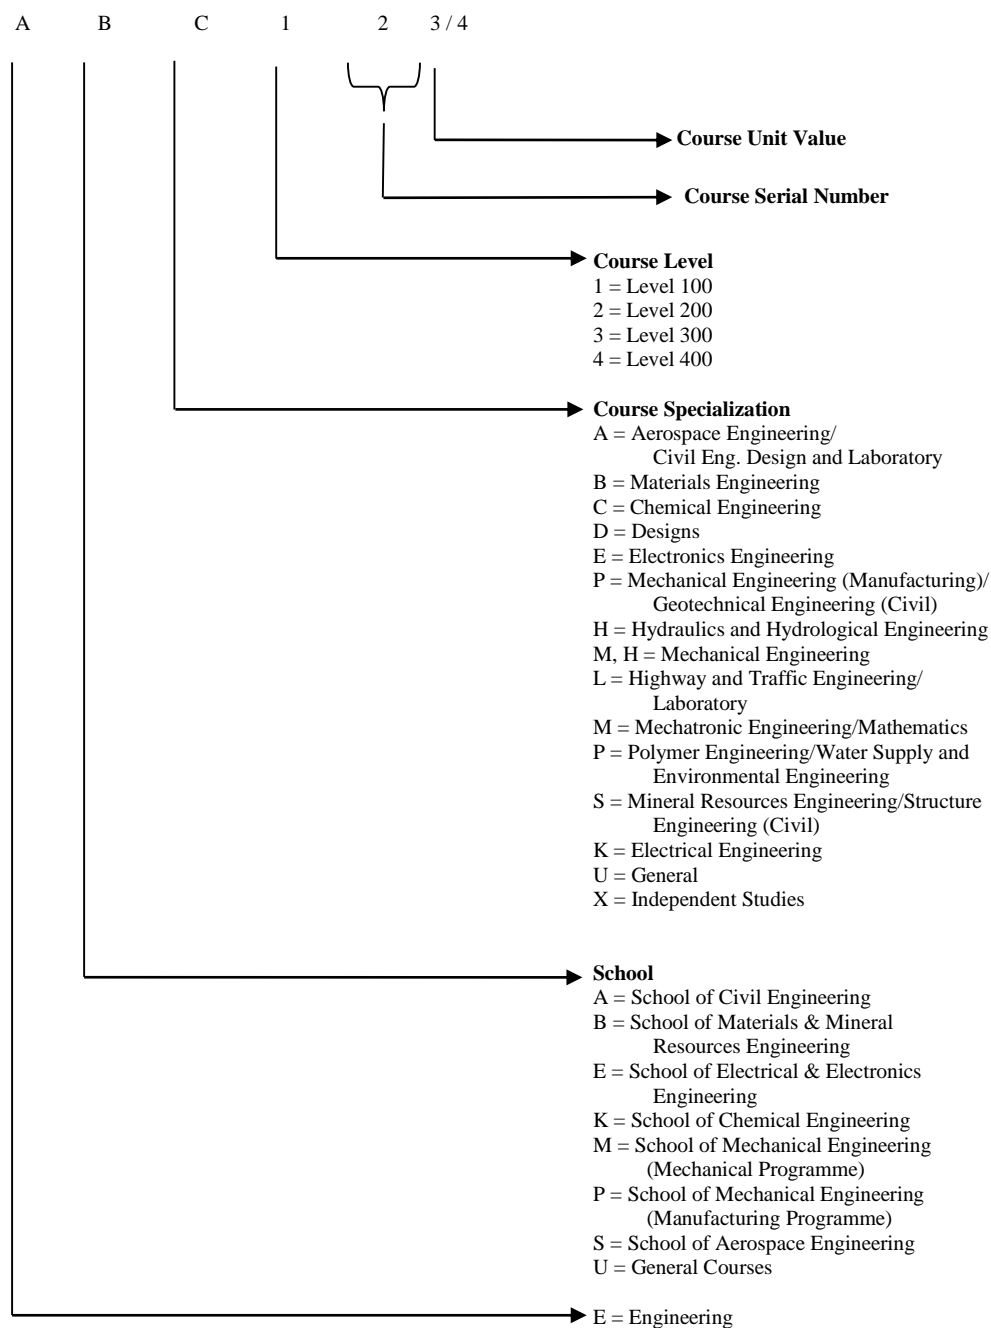 A B C 1 2 3 / 4
Course Unit Value
Course Serial Number
Course Level
1 = Level 100
2 = Level 200
3 = Level 300
4 = Level 400
Course Specialization
A = Aerospace Engineering/
Civil Eng. Design and Laboratory
B = Materials Engineering
C = Chemical Engineering
D = Designs
E = Electronics Engineering
P = Mechanical Engineering (Manufacturing)/
Geotechnical Engineering (Civil)
H = Hydraulics and Hydrological Engineering
M, H = Mechanical Engineering
L = Highway and Traffic Engineering/
Laboratory
M = Mechatronic Engineering/Mathematics
P = Polymer Engineering/Water Supply and
Environmental Engineering
S = Mineral Resources Engineering/Structure
Engineering (Civil)
K = Electrical Engineering
U = General
X = Independent Studies
School
A = School of Civil Engineering
B = School of Materials & Mineral
Resources Engineering
E = School of Electrical & Electronics
Engineering
K = School of Chemical Engineering
M = School of Mechanical Engineering
(Mechanical Programme)
P = School of Mechanical Engineering
(Manufacturing Programme)
S = School of Aerospace Engineering
U = General Courses
E = Engineering